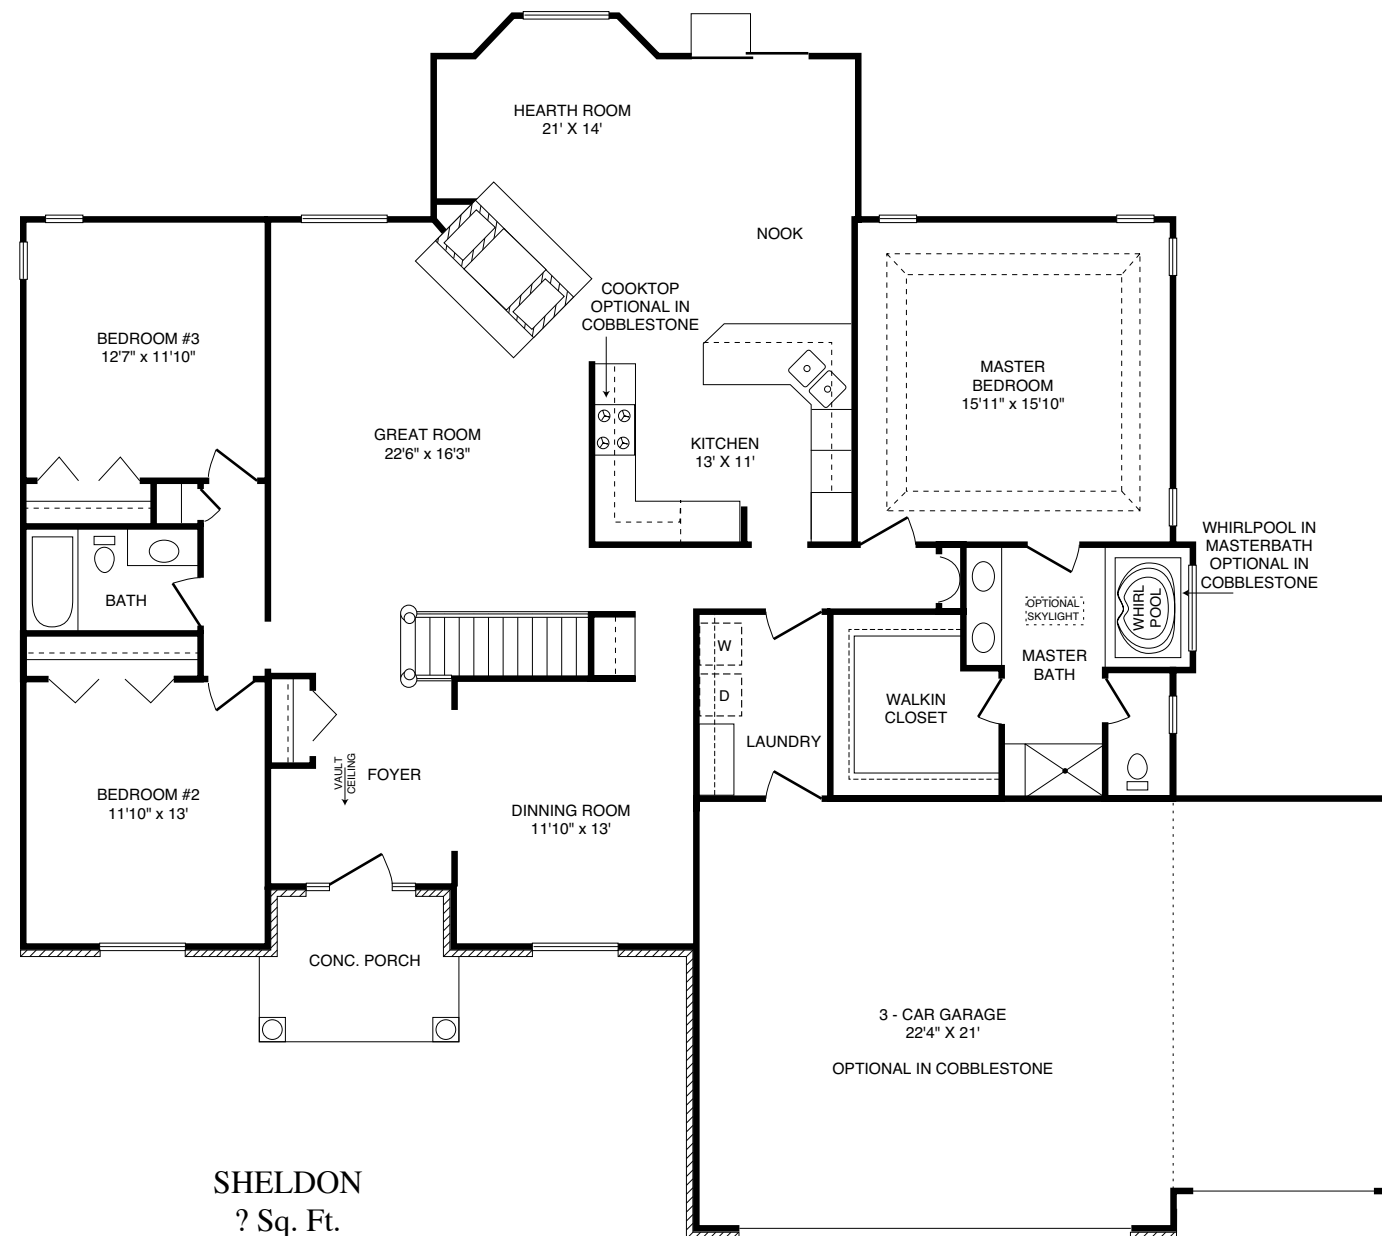 HEARTH ROOM
21' X 14'
NOOK
COOKTOP
OPTIONAL IN
COBBLESTONE
BEDROOM #3
12'7" x 11'10"
MASTER
BEDROOM
15'11" x 15'10"
GREAT ROOM
22'6" x 16'3"
KITCHEN
13' X 11'
WHIRLPOOL IN
MASTERBATH
OPTIONAL IN
COBBLESTONE
BATH
OPTIONAL
SKYLIGHT
WHIRL
POOL
W
MASTER
BATH
D
WALKIN
CLOSET
LAUNDRY
VAULT
CEILING
FOYER
BEDROOM #2
11'10" x 13'
DINNING ROOM
11'10" x 13'
CONC. PORCH
3 - CAR GARAGE
22'4" X 21'
OPTIONAL IN COBBLESTONE
SHELDON
? Sq. Ft.